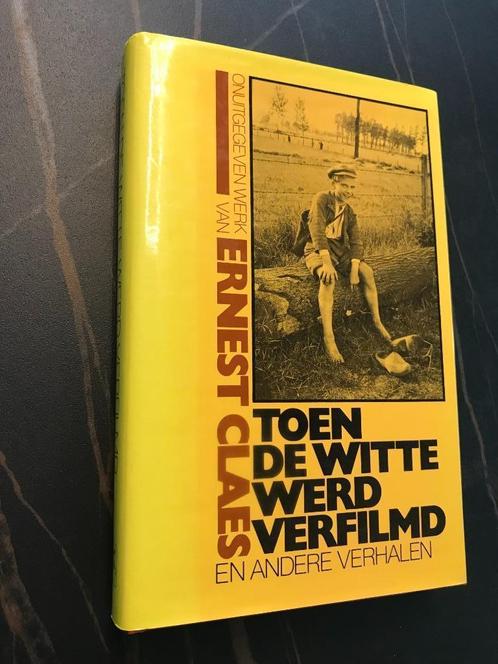 ONUITGEGEVEN WERK
VAN
ERNEST CLAES
TOEN
DE WITTE
WERD
VERFILMD
EN ANDERE VERHALEN